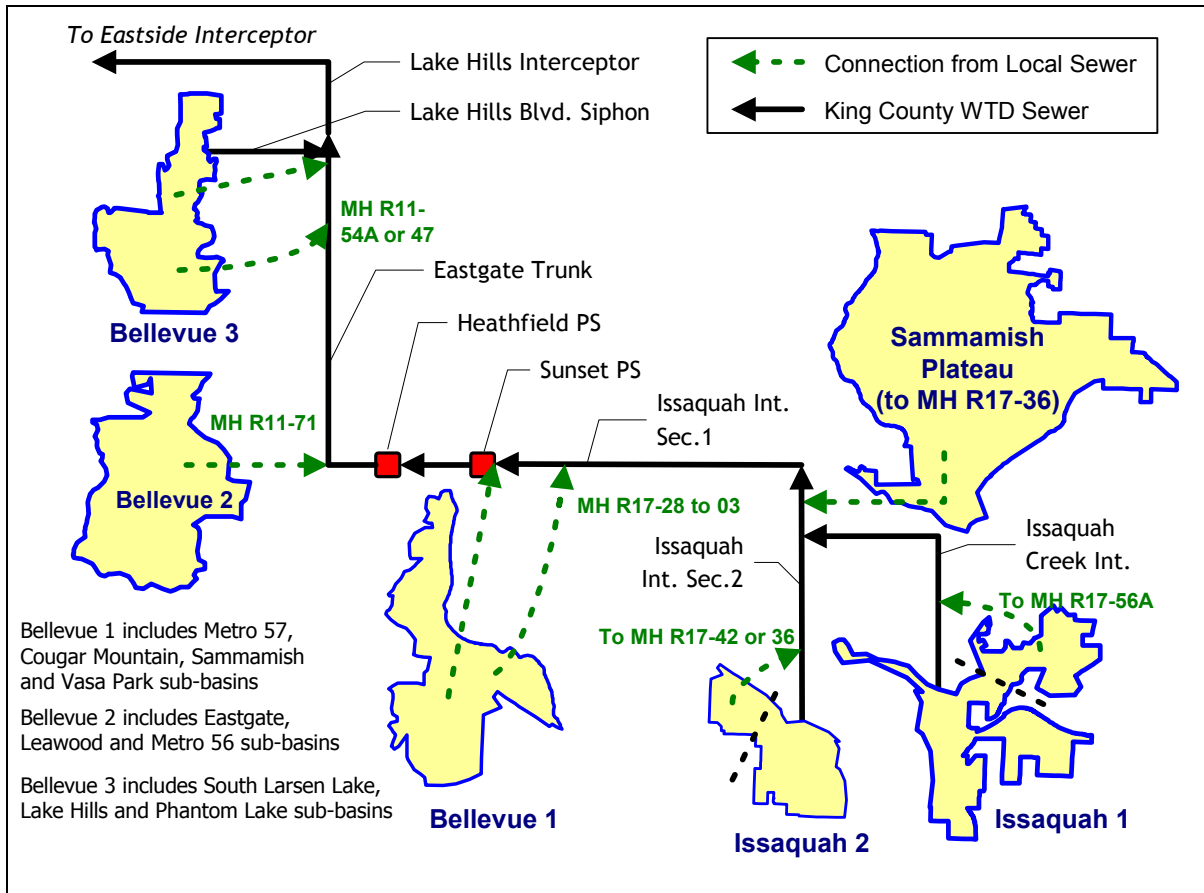 To Eastside Interceptor
Lake Hills Interceptor
Lake Hills Blvd. Siphon
Connection from Local Sewer
King County WTD Sewer
MH R11-
54A or 47
Eastgate Trunk
Bellevue 3
Heathfield PS
Sunset PS
Sammamish
Plateau
(to MH R17-36)
Issaquah Int.
Sec.1
MH R11-71
Bellevue 2
MH R17-28 to 03
Issaquah
Int. Sec.2
Issaquah
Creek Int.
To MH R17-56A
To MH R17-42 or 36
Bellevue 1 includes Metro 57,
Cougar Mountain, Sammamish
and Vasa Park sub-basins
Bellevue 2 includes Eastgate,
Leawood and Metro 56 sub-basins
Bellevue 3 includes South Larsen Lake,
Lake Hills and Phantom Lake sub-basins
Bellevue 1
Issaquah 2
Issaquah 1